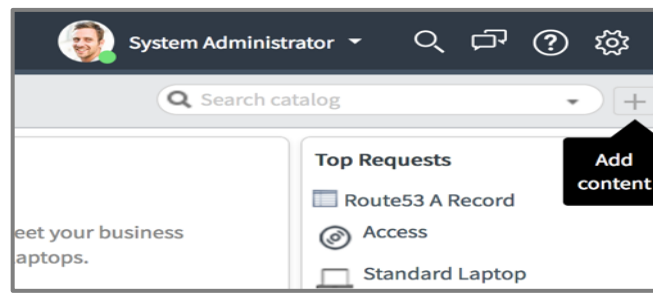 System Administrator
Search catalog
Add
content
eet your business
aptops.
Top Requests
Route53 A Record
Access
Standard Laptop